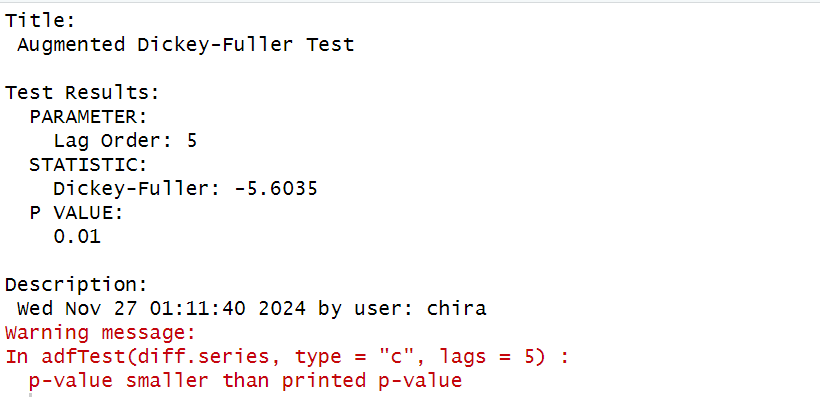 Title:
 Augmented Dickey-Fuller Test

Test Results:
  PARAMETER:
    Lag Order: 5
  STATISTIC:
    Dickey-Fuller: -5.6035
  P VALUE:
    0.01

Description:
 Wed Nov 27 01:11:40 2024 by user: chira
Warning message:
In adfTest(diff.series, type = "c", lags = 5) :
  p-value smaller than printed p-value